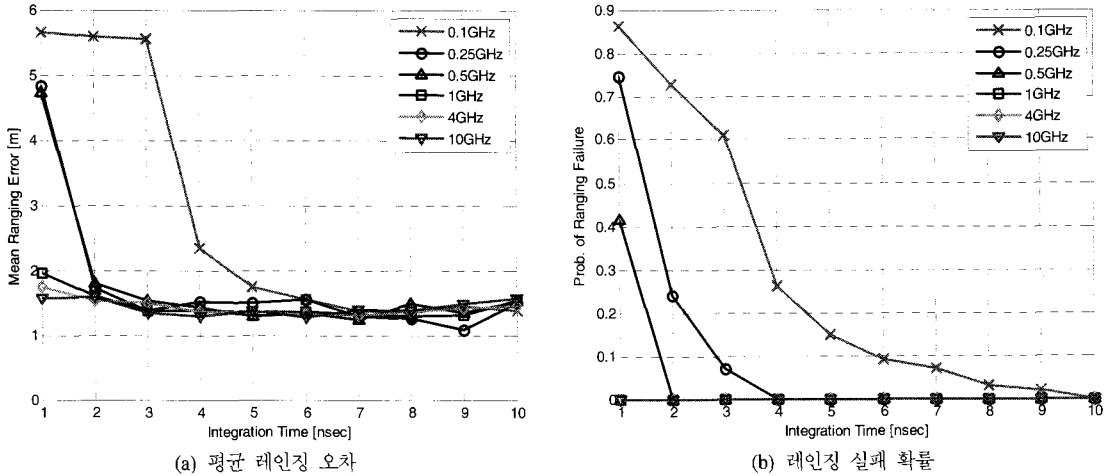 6
5
4
3
2
1
0
Mean Ranging Error [m]
0.1GHz
0.25GHz
0.5GHz
1GHz
4GHz
10GHz
1 2 3 4 5 6 7 8 9 10
Integration Time [nsec]
(a) 평균 레인징 오차
0.9
0.8
0.7
0.6
0.5
0.4
0.3
0.2
0.1
0
Prob. of Ranging Failure
0.1GHz
0.25GHz
0.5GHz
1GHz
4GHz
10GHz
1 2 3 4 5 6 7 8 9 10
Integration Time [nsec]
(b) 레인징 실패 확률